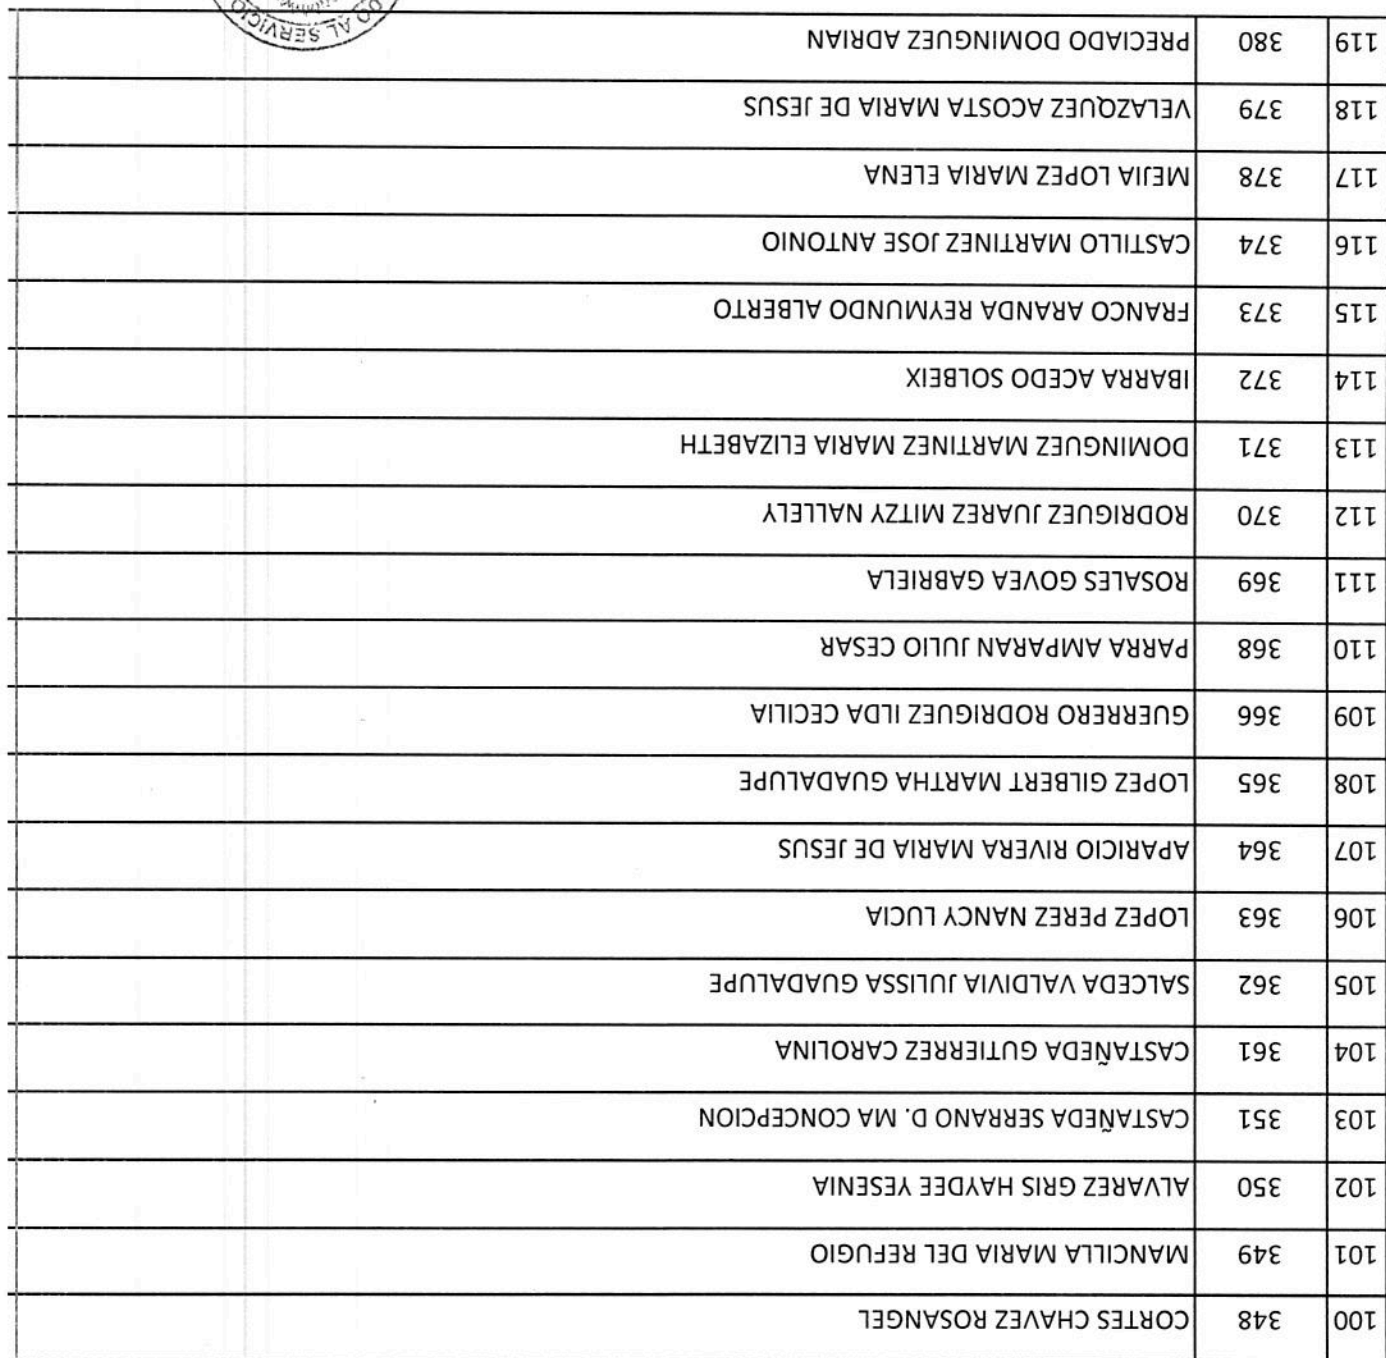 100 348 CORTES CHAVEZ ROSANGEL
101 349 MANCILLA MARIA DEL REFUGIO
102 350 ALVAREZ GRIS HAYDEE YESENIA
103 351 CASTAÑEDA SERRANO D. MA CONCEPCION
104 361 CASTAÑEDA GUTIERREZ CAROLINA
105 362 SALCEDA VALDIVIA JULISSA GUADALUPE
106 363 LOPEZ PEREZ NANCY LUCIA
107 364 APARICIO RIVERA MARIA DE JESUS
108 365 LOPEZ GILBERT MARTHA GUADALUPE
109 366 GUERRERO RODRIGUEZ ILDA CECILIA
110 368 PARRA AMPARAN JULIO CESAR
111 369 ROSALES GOVEA GABRIELA
112 370 RODRIGUEZ JUAREZ MITZY NALLELY
113 371 DOMINGUEZ MARTINEZ MARIA ELIZABETH
114 372 IBARRA ACEDO SOLBEIX
115 373 FRANCO ARANDA REYMUNDO ALBERTO
116 374 CASTILLO MARTINEZ JOSE ANTONIO
117 378 MEJIA LOPEZ MARIA ELENA
118 379 VELAZQUEZ ACOSTA MARIA DE JESUS
119 380 PRECIADO DOMINGUEZ ADRIAN
AL SERVICIO